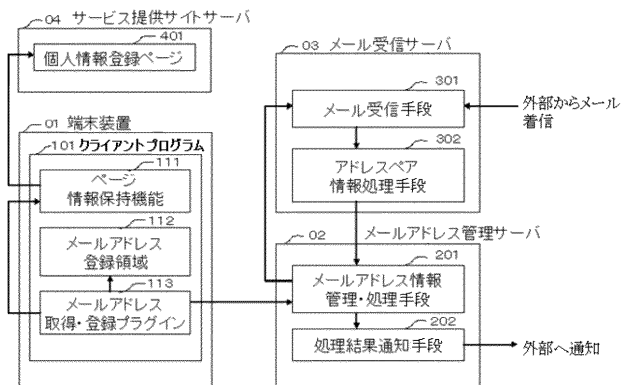 04 サービス提供サイトサーバ
401
個人情報登録ページ
01 端末装置
101 クライアントプログラム
111
ページ
情報保持機能
112
メールアドレス
登録領域
113
メールアドレス
取得・登録プラグイン
03 メール受信サーバ
301
メール受信手段
外部からメール
着信
302
アドレスペア
情報処理手段
02 メールアドレス管理サーバ
201
メールアドレス情報
管理・処理手段
202
処理結果通知手段
外部へ通知